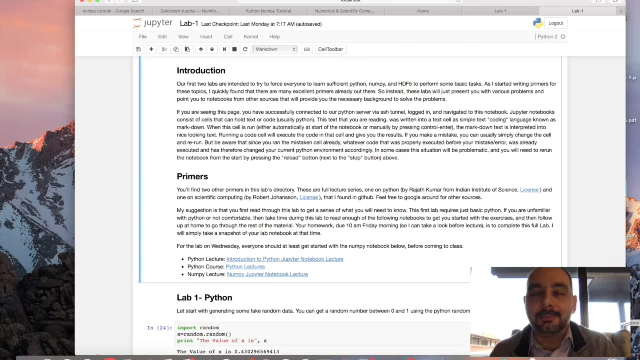 numpy tutorial - Google Search
Python Numpy Tutorial
Numerical & Scientific Comp...
Home
Lab-1
Lab-1
jupyter Lab-1 Last Checkpoint: Last Monday at 7:17 AM (autosaved)
Logout
File Edit View Insert Cell Kernel Help
Python 2
Markdown
CellToolbar
Introduction
Our first two labs are intended to try to force everyone to learn sufficient python, numpy, and HDF5 to perform some basic tasks. As I started writing primers for
these topics, I quickly found that there are many excellent primers already out there. So instead, these labs will just present you with various problems and
point you to notebooks from other sources that will provide you the necessary background to solve the problems.
If you are seeing this page, you have successfully connected to our python server via ssh tunnel, logged in, and navigated to this notebook. Jupyter notebooks
consist of cells that can hold text or code (usually python). This text that you are reading, was written into a text cell as simple text "coding" language known as
mark-down. When this cell is run (either automatically at start of the notebook or manually by pressing control-enter), the mark-down text is interpreted into
nice looking text. Running a code cell will execute the code in that cell and give you the results. If you make a mistake, you can usually simply change the cell
and re-run. But be aware that since you ran the mistaken cell already, whatever code that was properly executed before your mistake/error, was already
executed and has therefore changed your current python environment accordingly. In some cases this situation will be problematic, and you will need to rerun
the notebook from the start by pressing the "reload" button (next to the "stop" button) above.
Primers
You'll find two other primers in this lab's directory. These are full lecture series, one on python (by Rajath Kumar from Indian Institute of Science, License) and
one on scientific computing (by Robert Johansson, License), that I found in github. Feel free to google around for other sources.
My suggestion is that you first read through this lab to get a sense of what you will need to know. This first lab requires just basic python. If you are unfamiliar
with python or not comfortable, then take time during this lab to read enough of the following notebooks to get you started with the exercises, and then follow
up at home to go through the rest of the material. Your homework, due 10 am Friday morning (so I can take a look before lecture), is to complete this full Lab. I
will simply take a snapshot of your lab notebook at that time.
For the lab on Wednesday, everyone should at least get started with the numpy notebook below, before coming to class.
• Python Lecture: Introduction to Python Jupyter Notebook Lecture
• Python Course: Python Lectures
• Numpy Lecture: Numpy Jupyter Notebook Lecture
Lab 1- Python
Let start with generating some fake random data. You can get a random number between 0 and 1 using the python random
In [24]: import random
x=random.random()
print "The Value of x is", x
The Value of x is 0.430296569413